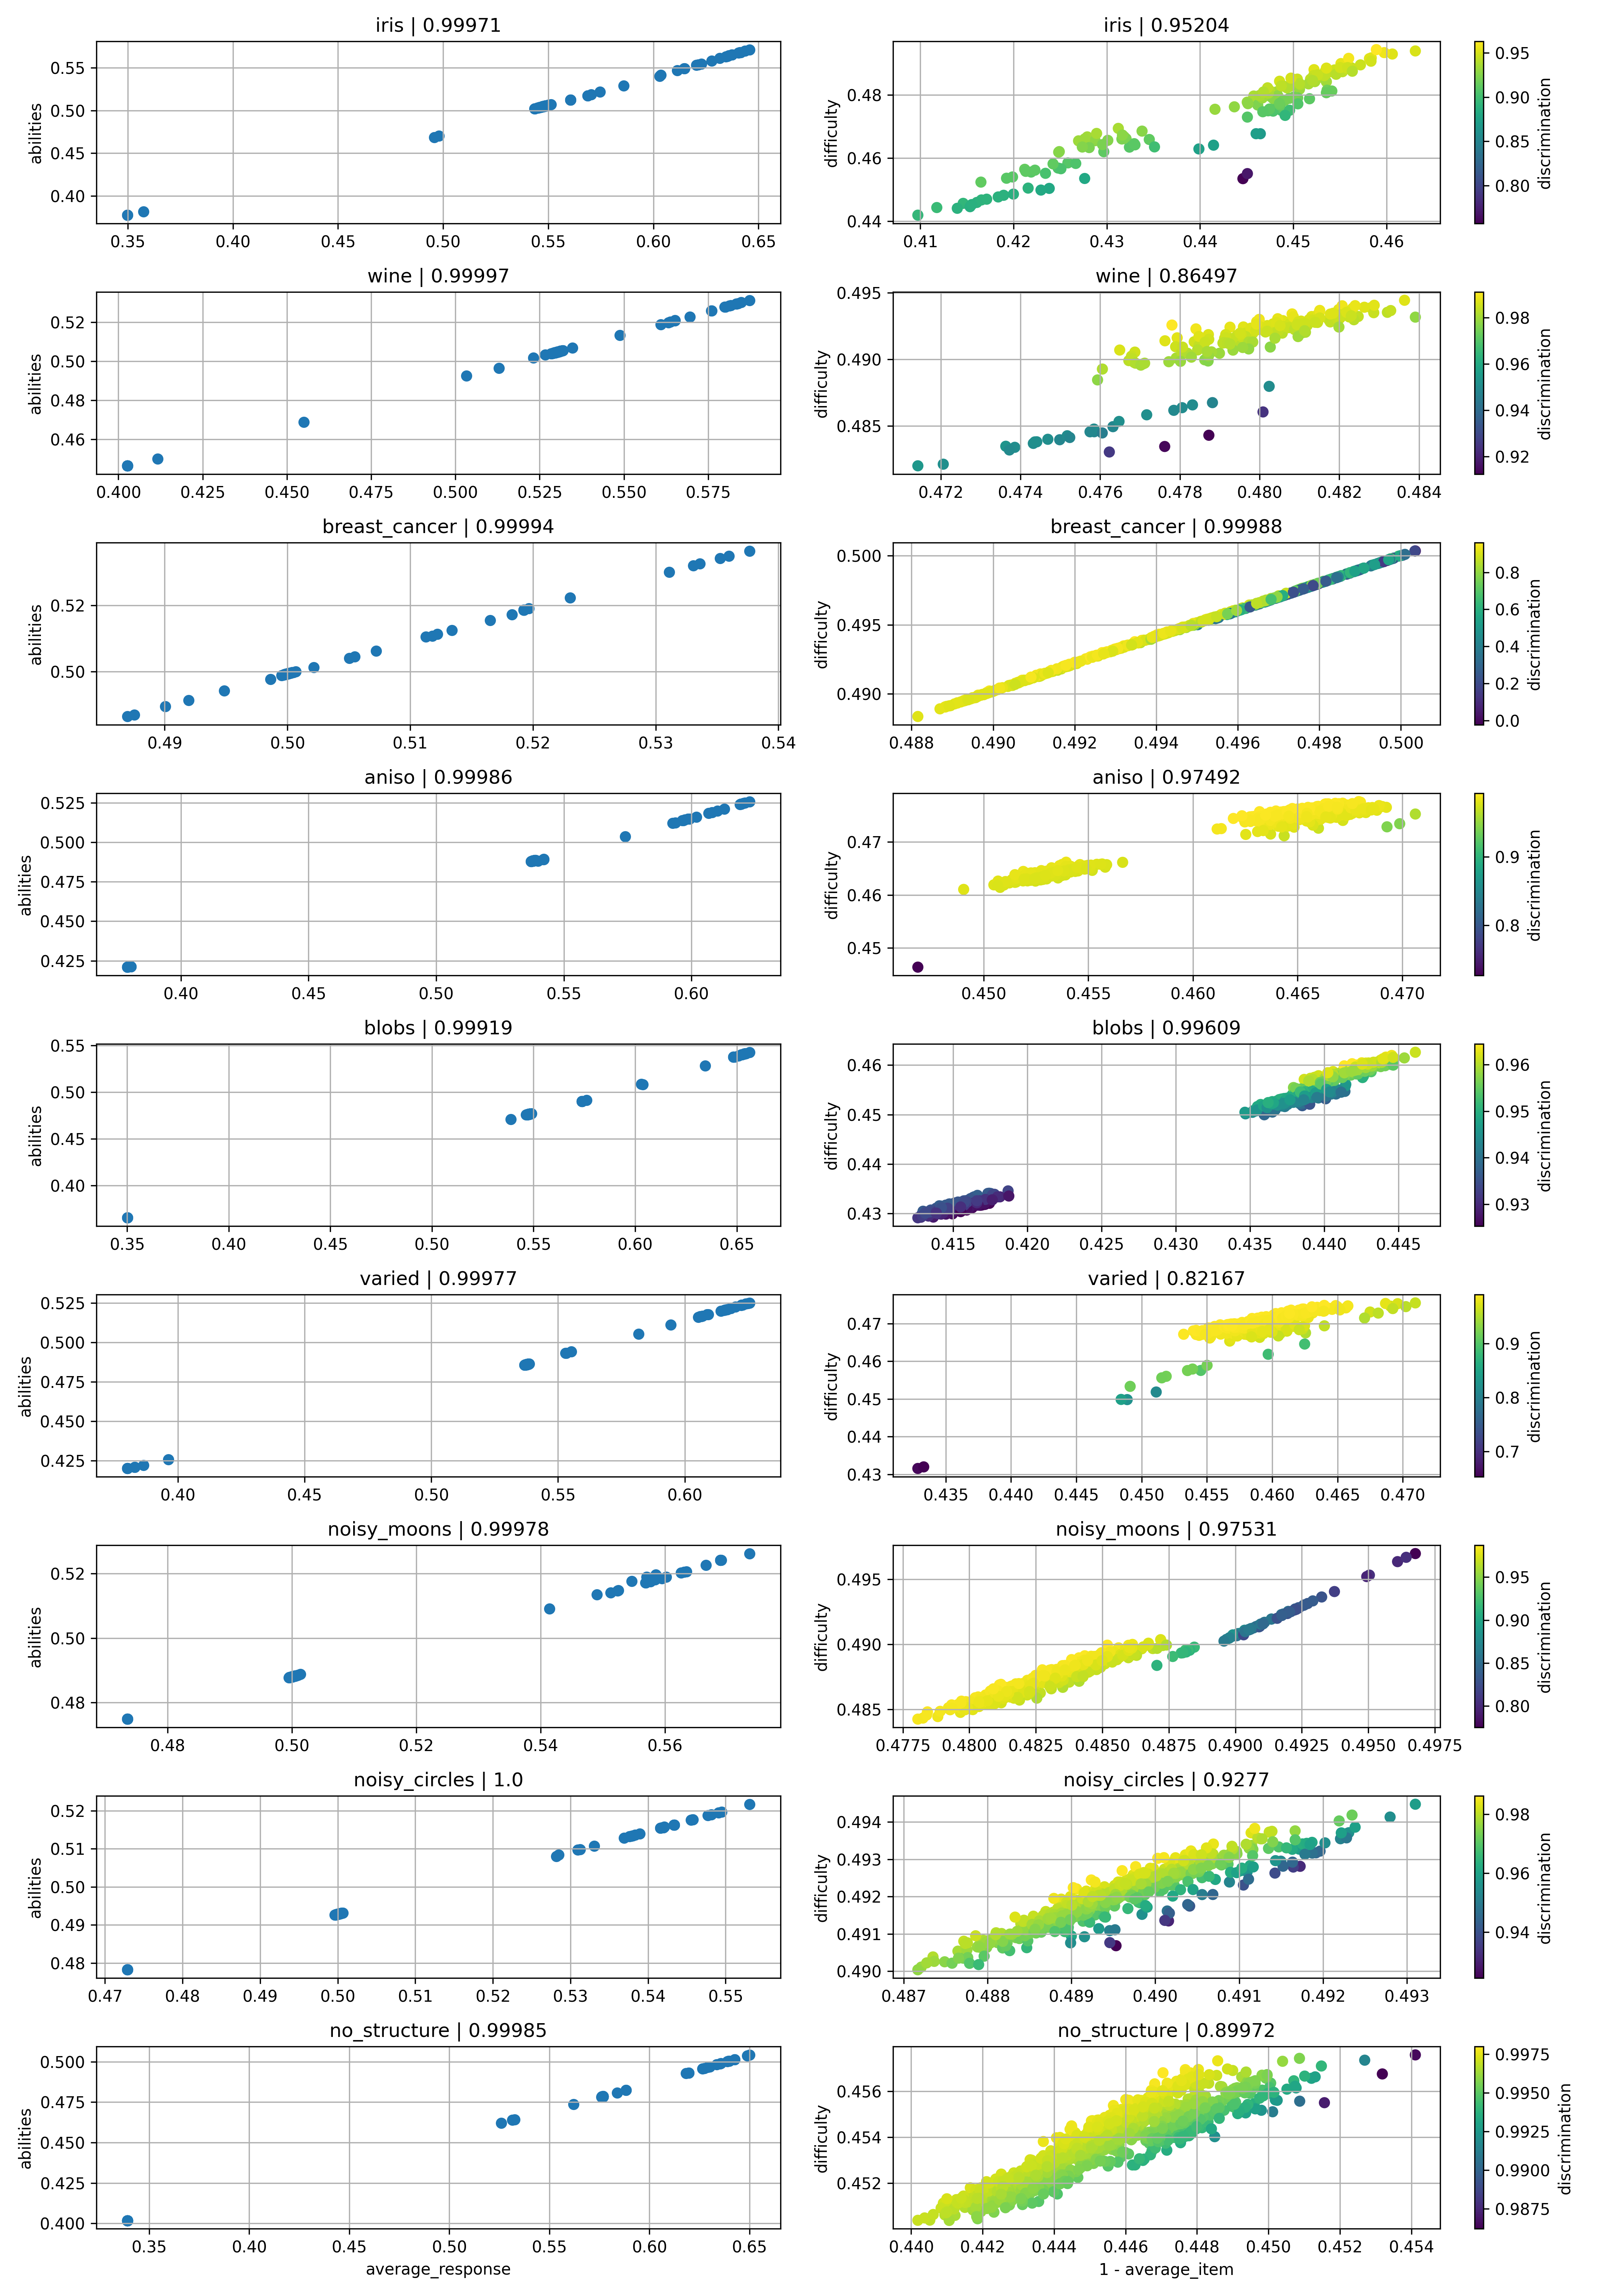 iris | 0.99971
abilities
0.55
0.50
0.45
0.40
0.35 0.40 0.45 0.50 0.55 0.60 0.65
iris | 0.95204
difficulty
0.48
0.46
0.44
0.41 0.42 0.43 0.44 0.45 0.46
0.95
0.90
0.85
0.80
discrimination
wine | 0.99997
abilities
0.52
0.50
0.48
0.46
0.400 0.425 0.450 0.475 0.500 0.525 0.550 0.575
wine | 0.86497
difficulty
0.495
0.490
0.485
0.472 0.474 0.476 0.478 0.480 0.482 0.484
0.98
0.96
0.94
0.92
discrimination
breast_cancer | 0.99994
abilities
0.52
0.50
0.49 0.50 0.51 0.52 0.53 0.54
breast_cancer | 0.99988
difficulty
0.500
0.495
0.490
0.488 0.490 0.492 0.494 0.496 0.498 0.500
0.8
0.6
0.4
0.2
0.0
discrimination
aniso | 0.99986
abilities
0.525
0.500
0.475
0.450
0.425
0.40 0.45 0.50 0.55 0.60
aniso | 0.97492
difficulty
0.47
0.46
0.45
0.450 0.455 0.460 0.465 0.470
0.9
0.8
discrimination
blobs | 0.99919
abilities
0.55
0.50
0.45
0.40
0.35 0.40 0.45 0.50 0.55 0.60 0.65
blobs | 0.99609
difficulty
0.46
0.45
0.44
0.43
0.415 0.420 0.425 0.430 0.435 0.440 0.445
0.96
0.95
0.94
0.93
discrimination
varied | 0.99977
abilities
0.525
0.500
0.475
0.450
0.425
0.40 0.45 0.50 0.55 0.60
varied | 0.82167
difficulty
0.47
0.46
0.45
0.44
0.43
0.435 0.440 0.445 0.450 0.455 0.460 0.465 0.470
0.9
0.8
0.7
discrimination
noisy_moons | 0.99978
abilities
0.52
0.50
0.48
0.48 0.50 0.52 0.54 0.56
noisy_moons | 0.97531
difficulty
0.495
0.490
0.485
0.4775 0.4800 0.4825 0.4850 0.4875 0.4900 0.4925 0.4950 0.4975
0.95
0.90
0.85
0.80
discrimination
noisy_circles | 1.0
abilities
0.52
0.51
0.50
0.49
0.48
0.47 0.48 0.49 0.50 0.51 0.52 0.53 0.54 0.55
noisy_circles | 0.9277
difficulty
0.494
0.493
0.492
0.491
0.490
0.487 0.488 0.489 0.490 0.491 0.492 0.493
0.98
0.96
0.94
discrimination
no_structure | 0.99985
abilities
0.500
0.475
0.450
0.425
0.400
0.35 0.40 0.45 0.50 0.55 0.60 0.65
average_response
no_structure | 0.89972
difficulty
0.456
0.454
0.452
0.440 0.442 0.444 0.446 0.448 0.450 0.452 0.454
1 - average_item
0.9975
0.9950
0.9925
0.9900
0.9875
discrimination